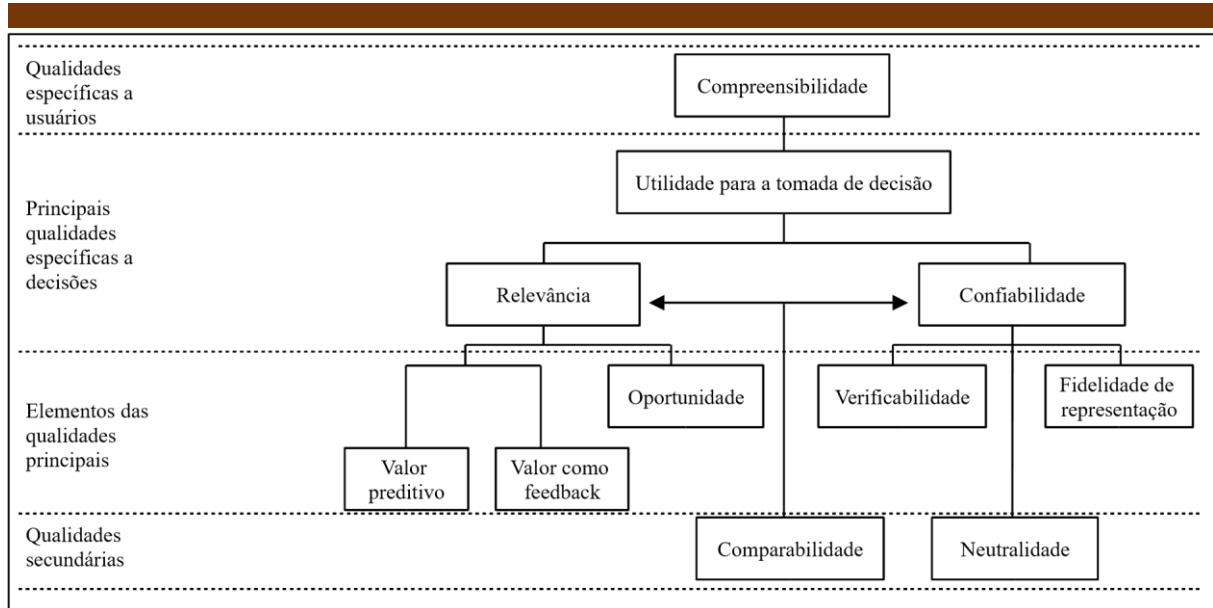 Qualidades
específicas a
usuários
Compreensibilidade
Utilidade para a tomada de decisão
Principais
qualidades
específicas a
decisões
Relevância
Confiabilidade
Elementos das
qualidades
principais
Oportunidade
Verificabilidade
Fidelidade de
representação
Valor
preditivo
Valor como
feedback
Qualidades
secundárias
Comparabilidade
Neutralidade